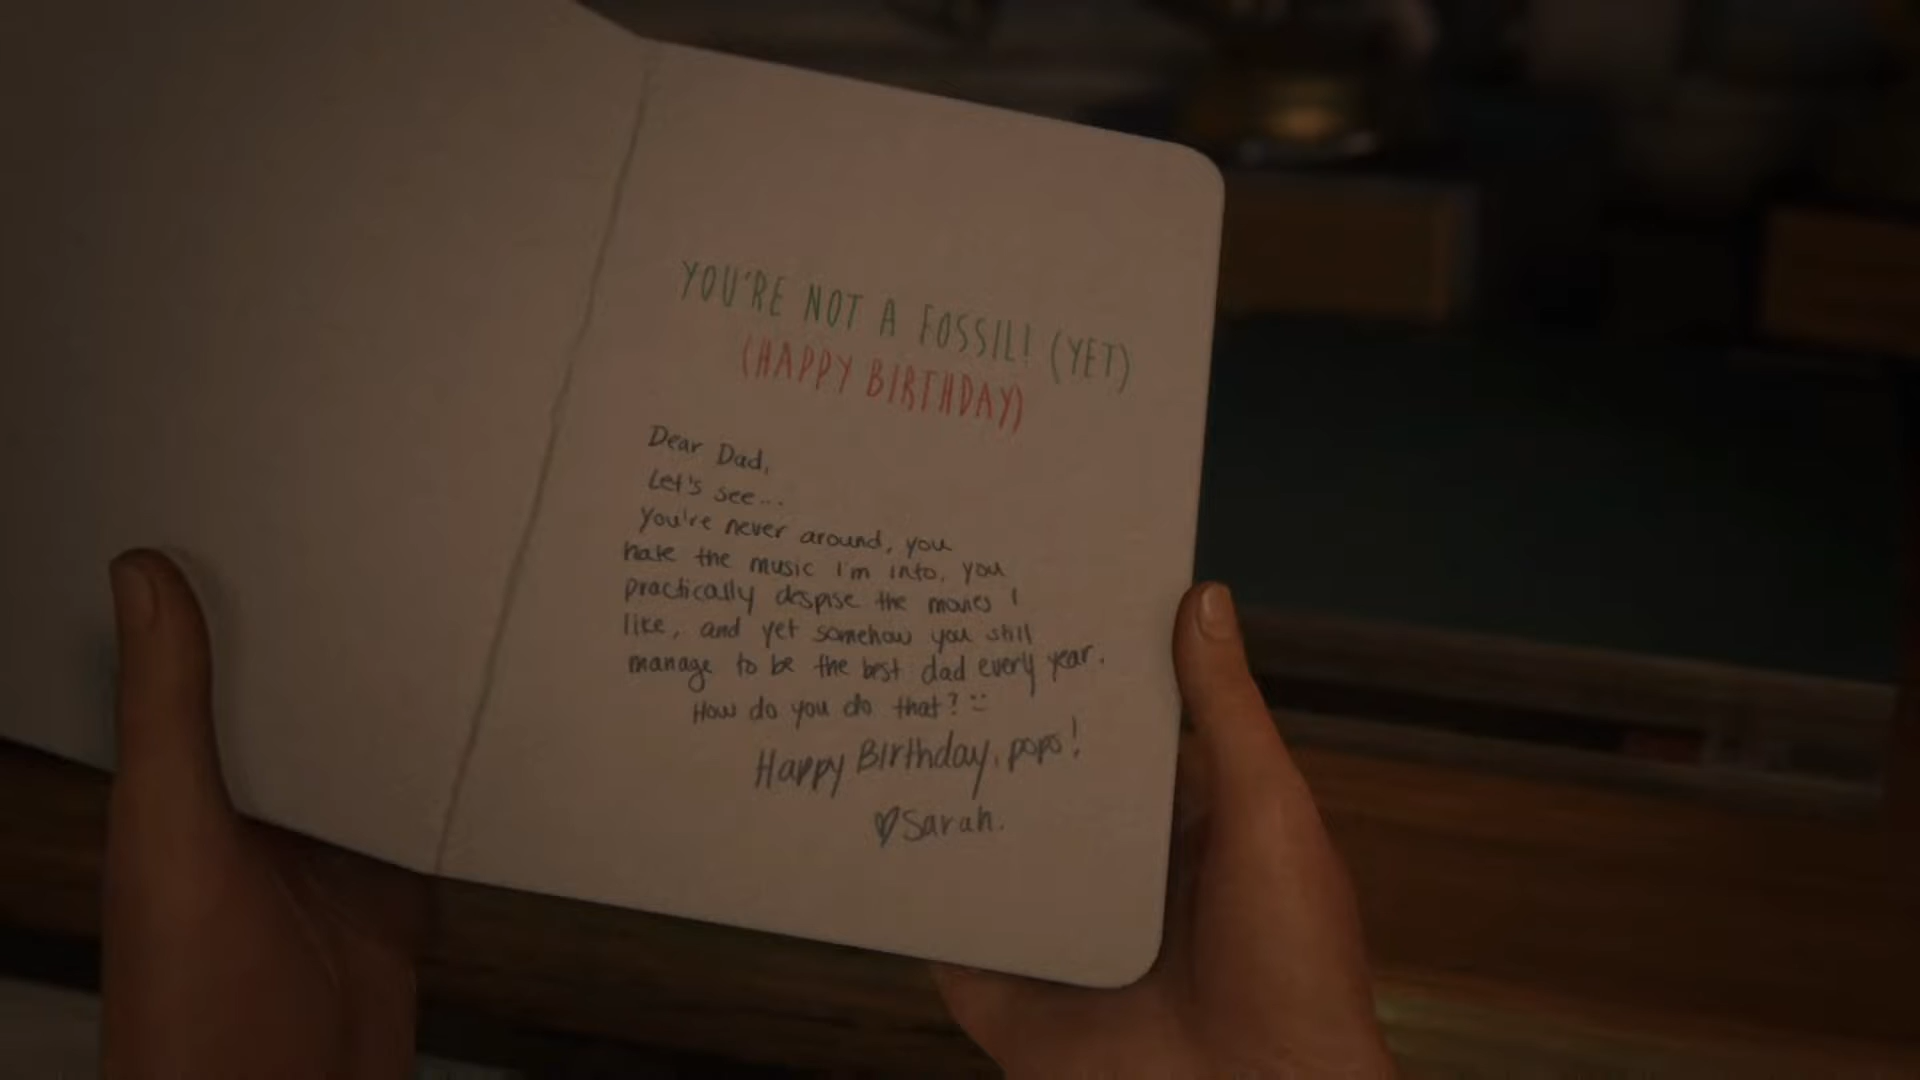 YOU'RE NOT A FOSSIL! (YET)
(HAPPY BIRTHDAY)
Dear Dad,
Let's see...
You're never around, you
hate the music I'm into, you
practically despise the movies I
like, and yet somehow you still
manage to be the best dad every year.
How do you do that? :)
Happy Birthday, pops!
♡Sarah.